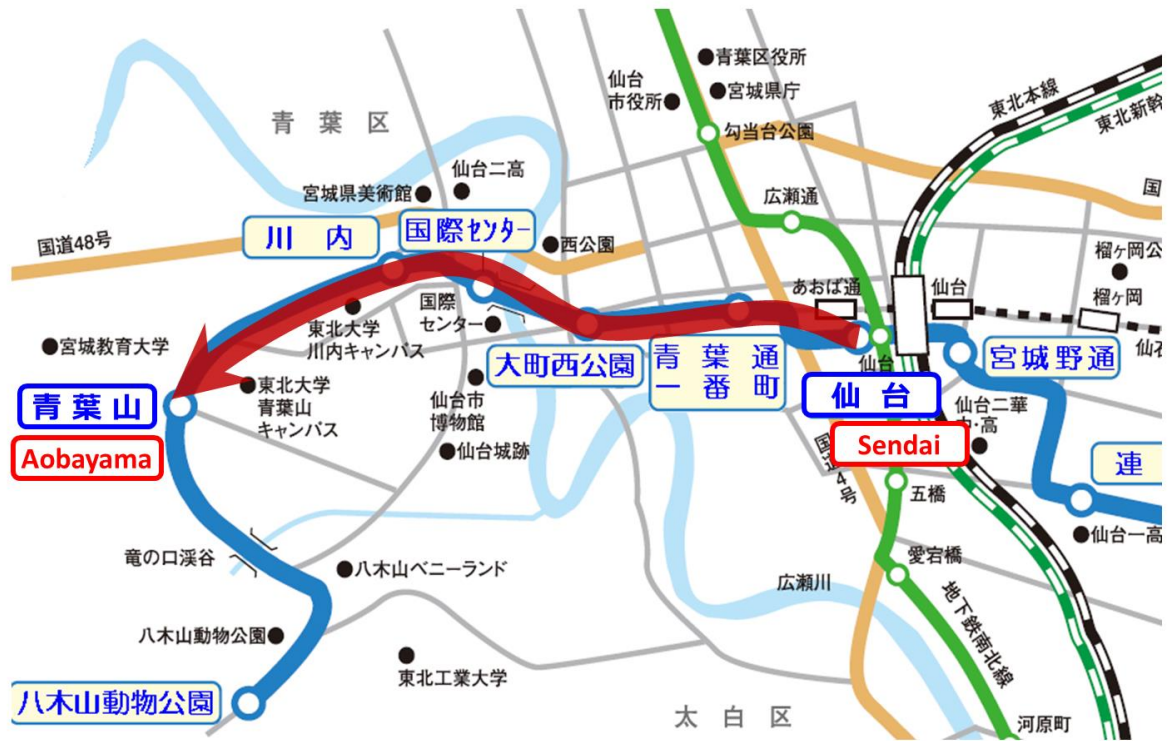 青葉区役所
宮城県庁
仙台
市役所
東北本線
東北新幹
勾当台公園
青葉区
仙台二高
宮城県美術館
川内
国際センター
国道48号
西公園
広瀬通
国
榴ヶ岡公
あおば通
仙台
榴ヶ岡
仙石
国際
センター
東北大学
川内キャンパス
宮城教育大学
大町西公園
青葉通
一番町
仙台
宮城野通
青葉山
Aobayama
東北大学
青葉山
キャンパス
仙台市
博物館
仙台城跡
仙台
Sendai
仙台二華
中・高
国道4号
連
五橋
仙台一高
竜の口渓谷
八木山ベニーランド
愛宕橋
広瀬川
地下鉄南北線
八木山動物公園
東北工業大学
八木山動物公園
太白区
河原町